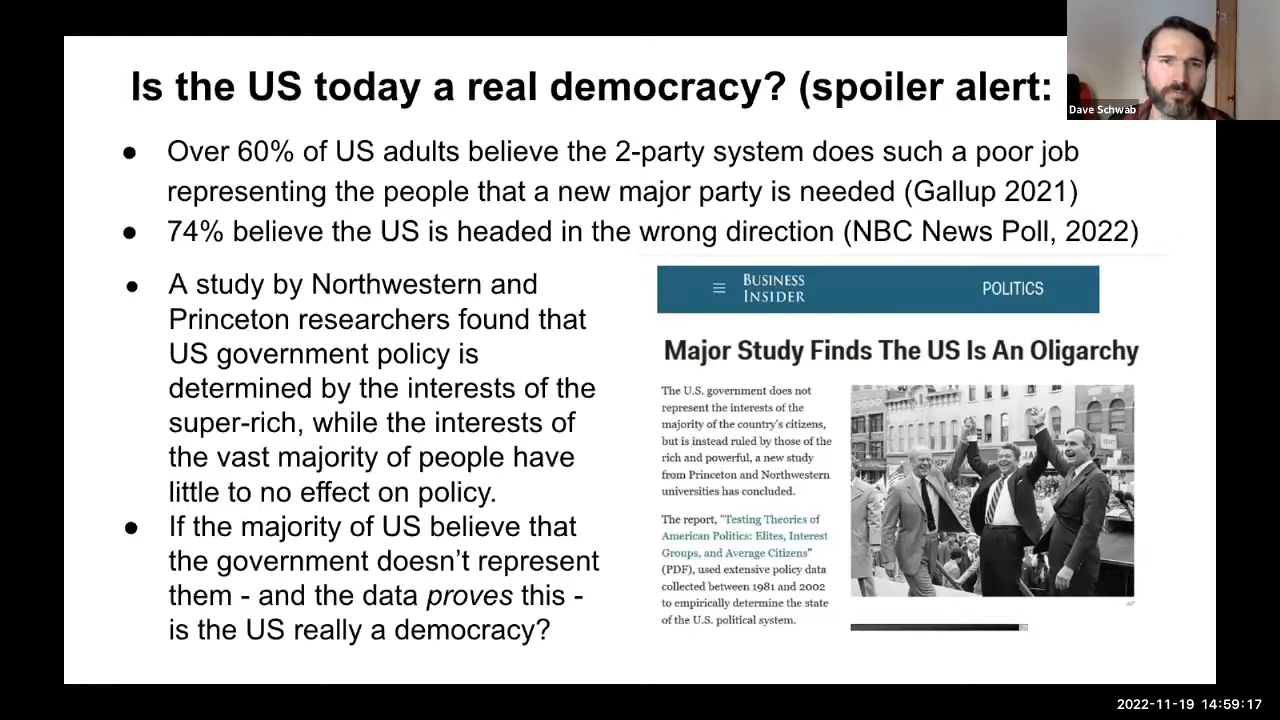 Is the US today a real democracy? (spoiler alert:
Dave Schwab
● Over 60% of US adults believe the 2-party system does such a poor job
representing the people that a new major party is needed (Gallup 2021)
● 74% believe the US is headed in the wrong direction (NBC News Poll, 2022)
● A study by Northwestern and
Princeton researchers found that
US government policy is
determined by the interests of the
super-rich, while the interests of
the vast majority of people have
little to no effect on policy.
● If the majority of US believe that
the government doesn’t represent
them - and the data proves this -
is the US really a democracy?
BUSINESS
INSIDER
POLITICS
Major Study Finds The US Is An Oligarchy
The U.S. government does not
represent the interests of the
majority of the country's citizens,
but is instead ruled by those of the
rich and powerful, a new study
from Princeton and Northwestern
universities has concluded.
The report, "Testing Theories of
American Politics: Elites, Interest
Groups, and Average Citizens"
(PDF), used extensive policy data
collected between 1981 and 2002
to empirically determine the state
of the U.S. political system.
AP
2022-11-19 14:59:17